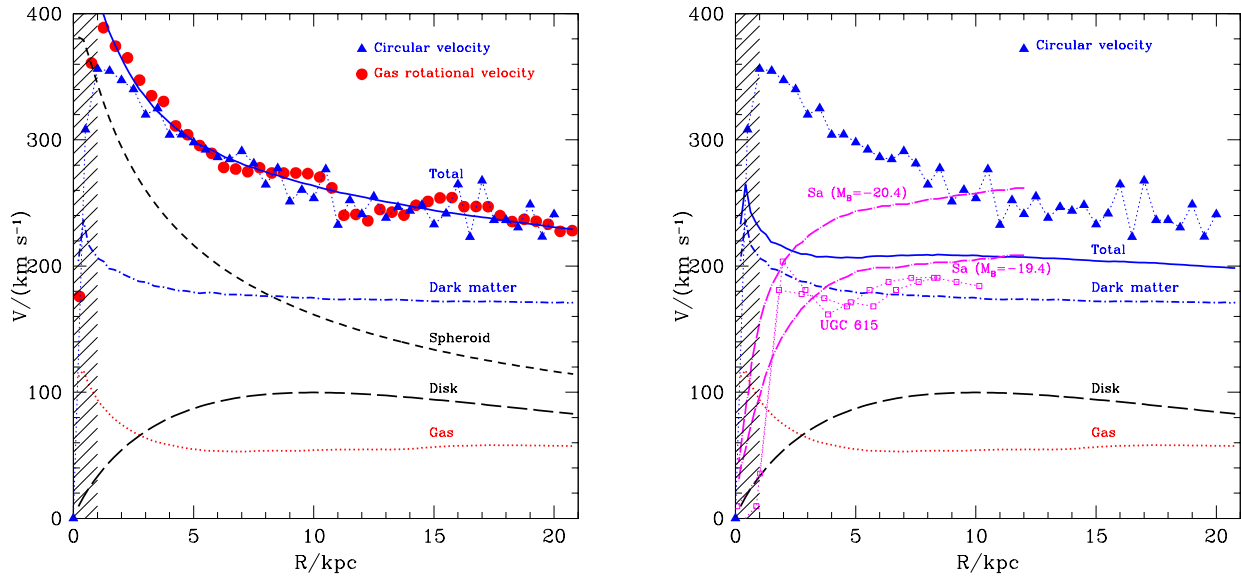 400
300
200
100
0
V/(km s⁻¹)
Circular velocity
Gas rotational velocity
Total
Dark matter
Spheroid
Disk
Gas
0 5 10 15 20
R/kpc
400
300
200
100
0
V/(km s⁻¹)
Circular velocity
Sa (M_B=−20.4)
Total
Sa (M_B=−19.4)
Dark matter
UGC 615
Disk
Gas
0 5 10 15 20
R/kpc